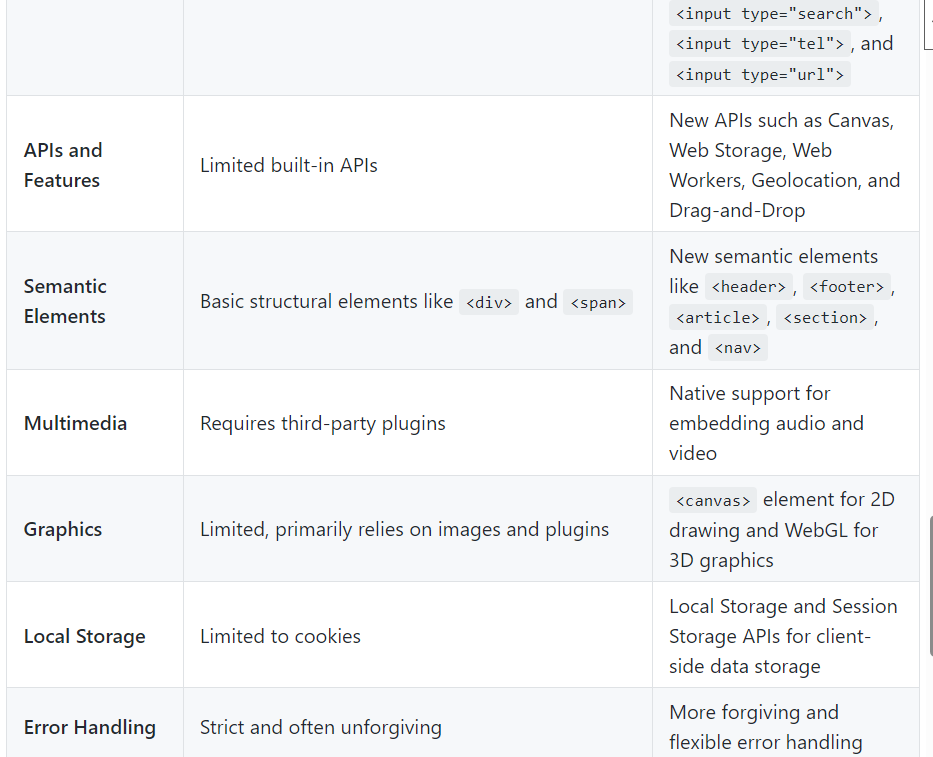 <input type="search">,
<input type="tel">, and
<input type="url">
APIs and
Features
Limited built-in APIs
New APIs such as Canvas,
Web Storage, Web
Workers, Geolocation, and
Drag-and-Drop
Semantic
Elements
Basic structural elements like <div> and <span>
New semantic elements
like <header>, <footer>,
<article>, <section>,
and <nav>
Multimedia
Requires third-party plugins
Native support for
embedding audio and
video
Graphics
Limited, primarily relies on images and plugins
<canvas> element for 2D
drawing and WebGL for
3D graphics
Local Storage
Limited to cookies
Local Storage and Session
Storage APIs for client-
side data storage
Error Handling
Strict and often unforgiving
More forgiving and
flexible error handling